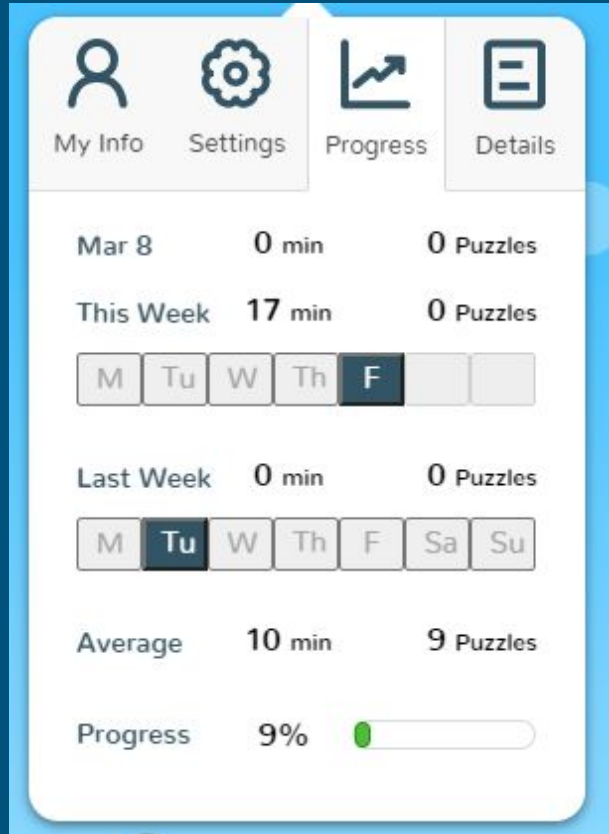 My Info Settings Progress Details
Mar 8 0 min 0 Puzzles
This Week 17 min 0 Puzzles
M Tu W Th F
Last Week 0 min 0 Puzzles
M Tu W Th F Sa Su
Average 10 min 9 Puzzles
Progress 9%